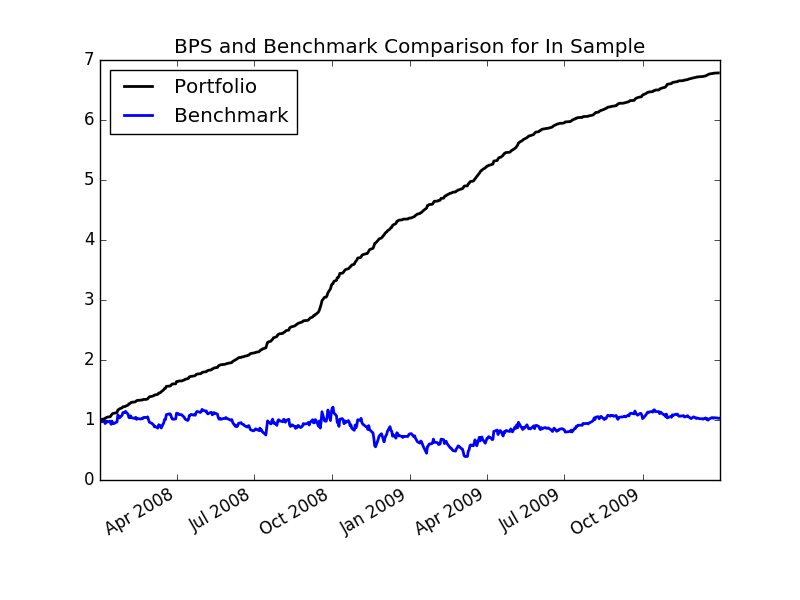 BPS and Benchmark Comparison for In Sample
7
Portfolio
Benchmark
6
5
4
3
2
1
0
Apr 2008
Jul 2008
Oct 2008
Jan 2009
Apr 2009
Jul 2009
Oct 2009